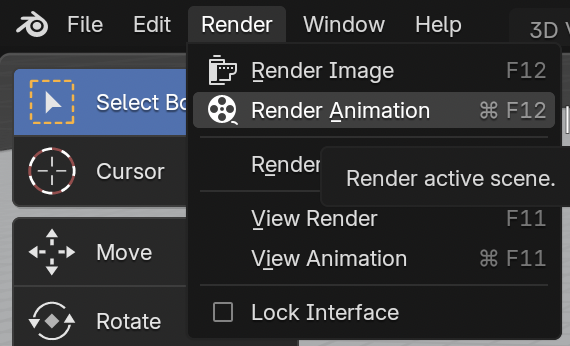 File Edit Render Window Help 3D
Render Image F12
Select
Render Animation ⌘ F12
Cursor
Render
Render active scene.
View Render F11
Move
View Animation ⌘ F11
Lock Interface
Rotate